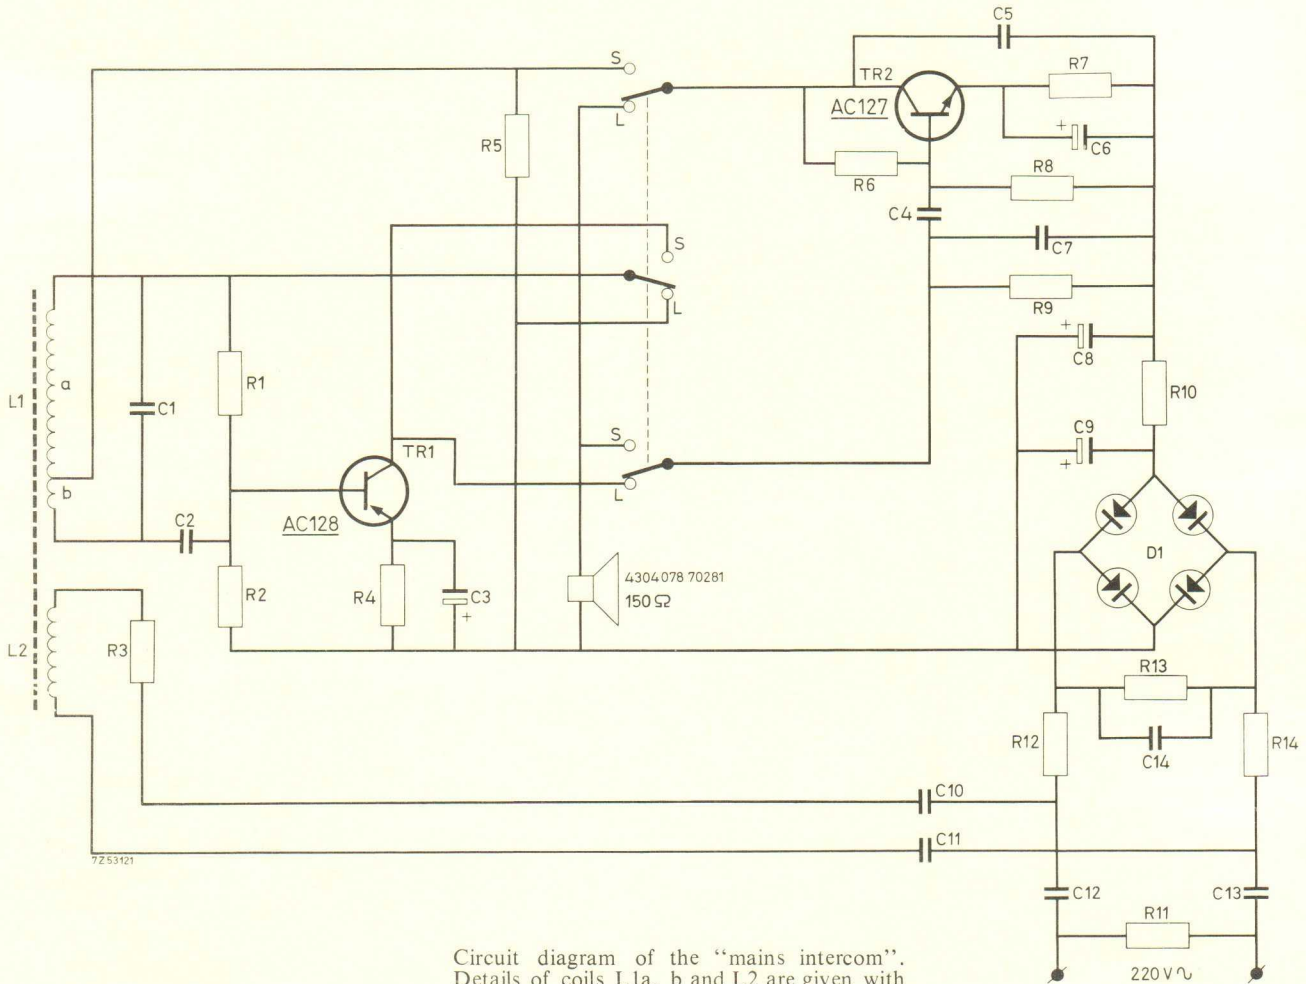 C5
S
TR2
R7
AC127
L
+
C6
R5
R6
R8
C4
S
C7
L
R9
+
C8
a
L1
C1
R1
R10
S
C9
TR1
+
b
L
C2
AC128
D1
4304 078 70281
150 Ω
R2
R4
C3
+
L2
R3
R13
R12
C14
R14
C10
C11
7Z53121
C12
C13
R11
220 V ∿
Circuit diagram of the “mains intercom”.
Details of coils L1a, b and L2 are given with